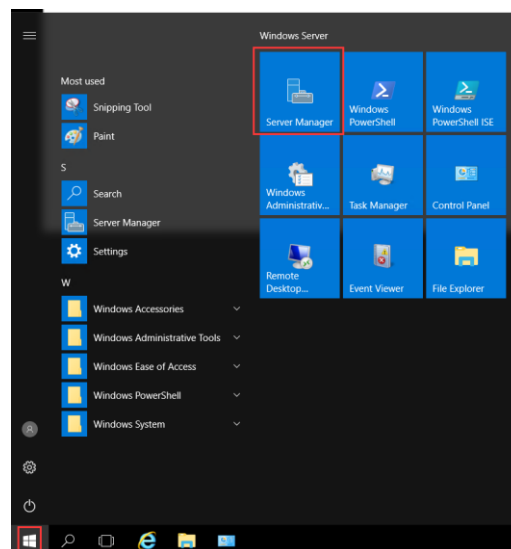 Windows Server
Most used
Snipping Tool
Paint
S
Search
Server Manager
Settings
W
Windows Accessories
Windows Administrative Tools
Windows Ease of Access
Windows PowerShell
Windows System
Server Manager
Windows
PowerShell
Windows
PowerShell ISE
Windows
Administrativ...
Task Manager
Control Panel
Remote
Desktop...
Event Viewer
File Explorer